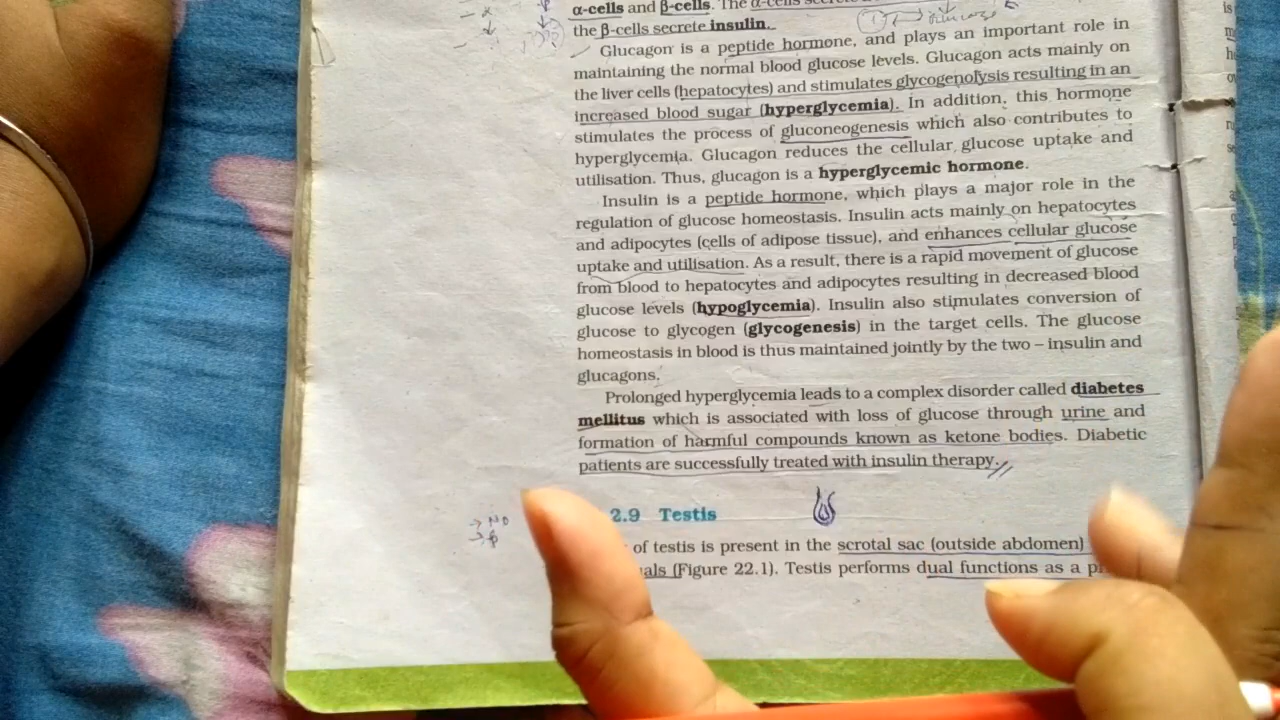 α-cells and β-cells. The α-cells secrete
the β-cells secrete insulin.
Glucagon is a peptide hormone, and plays an important role in
maintaining the normal blood glucose levels. Glucagon acts mainly on
the liver cells (hepatocytes) and stimulates glycogenolysis resulting in an
increased blood sugar (hyperglycemia). In addition, this hormone
stimulates the process of gluconeogenesis which also contributes to
hyperglycemia. Glucagon reduces the cellular glucose uptake and
utilisation. Thus, glucagon is a hyperglycemic hormone.
Insulin is a peptide hormone, which plays a major role in the
regulation of glucose homeostasis. Insulin acts mainly on hepatocytes
and adipocytes (cells of adipose tissue), and enhances cellular glucose
uptake and utilisation. As a result, there is a rapid movement of glucose
from blood to hepatocytes and adipocytes resulting in decreased blood
glucose levels (hypoglycemia). Insulin also stimulates conversion of
glucose to glycogen (glycogenesis) in the target cells. The glucose
homeostasis in blood is thus maintained jointly by the two – insulin and
glucagons.
Prolonged hyperglycemia leads to a complex disorder called diabetes
mellitus which is associated with loss of glucose through urine and
formation of harmful compounds known as ketone bodies. Diabetic
patients are successfully treated with insulin therapy.
2.9 Testis
of testis is present in the scrotal sac (outside abdomen)
als (Figure 22.1). Testis performs dual functions as a p